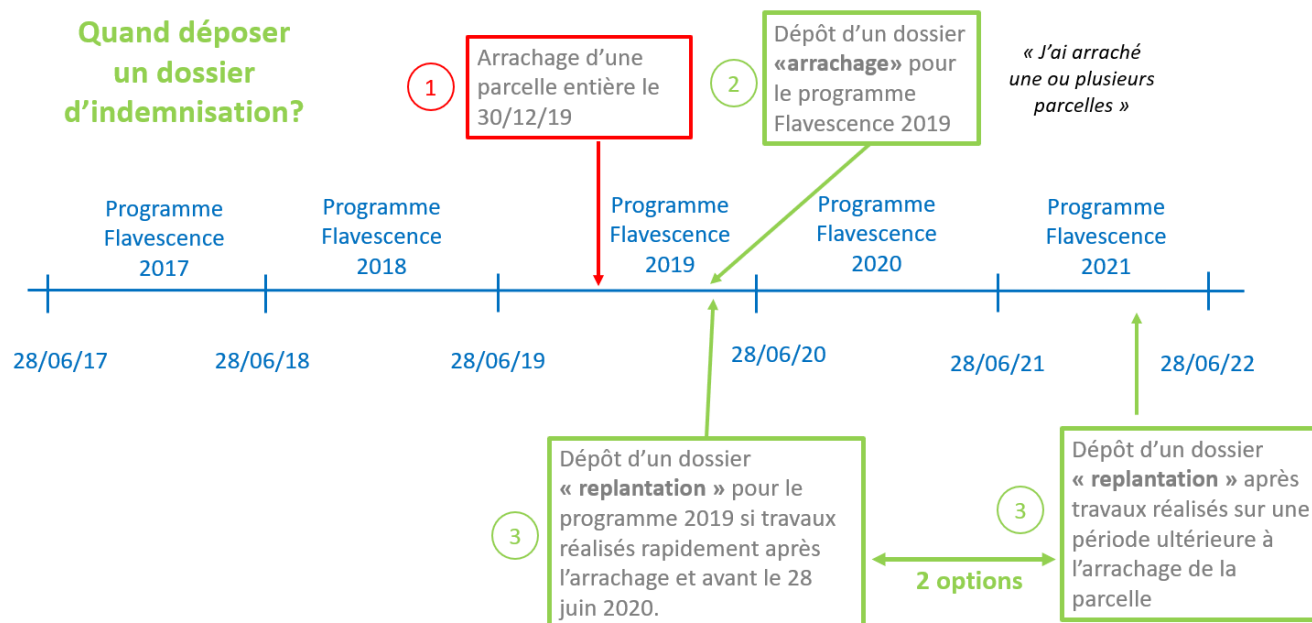 Quand déposer
un dossier
d’indemnisation?
1
Arrachage d’une
parcelle entière le
30/12/19
2
Dépôt d’un dossier
«arrachage» pour
le programme
Flavescence 2019
« J’ai arraché
une ou plusieurs
parcelles »
Programme
Flavescence
2017
Programme
Flavescence
2018
Programme
Flavescence
2019
Programme
Flavescence
2020
Programme
Flavescence
2021
28/06/17
28/06/18
28/06/19
28/06/20
28/06/21
28/06/22
3
Dépôt d’un dossier
« replantation » pour le
programme 2019 si travaux
réalisés rapidement après
l’arrachage et avant le 28
juin 2020.
2 options
3
Dépôt d’un dossier
« replantation » après
travaux réalisés sur une
période ultérieure à
l’arrachage de la
parcelle